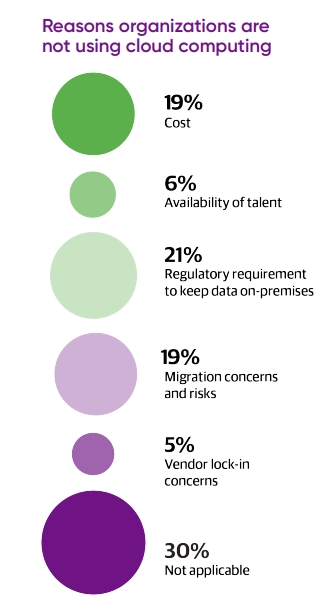 Reasons organizations are
not using cloud computing
19%
Cost
6%
Availability of talent
21%
Regulatory requirement
to keep data on-premises
19%
Migration concerns
and risks
5%
Vendor lock-in
concerns
30%
Not applicable